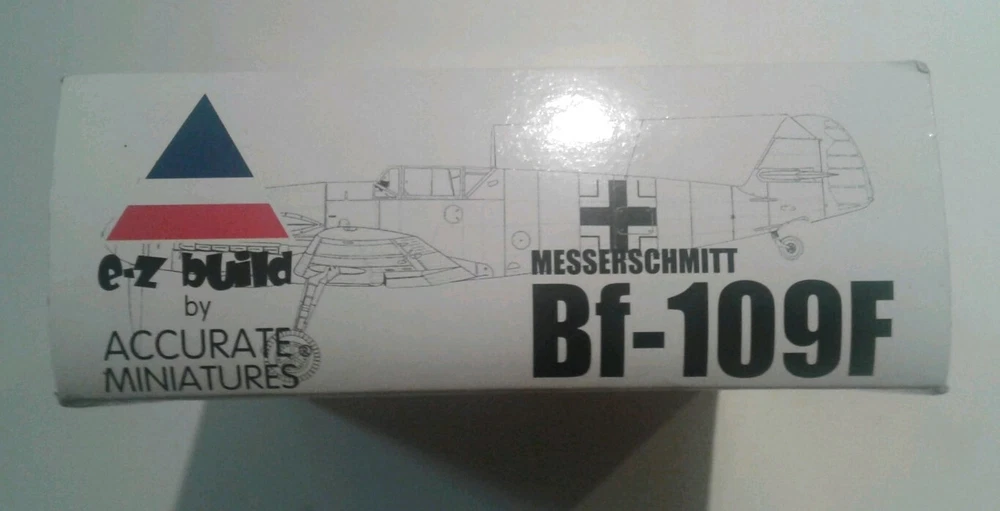 e-z build
by
ACCURATE
MINIATURES®
MESSERSCHMITT
Bf-109F